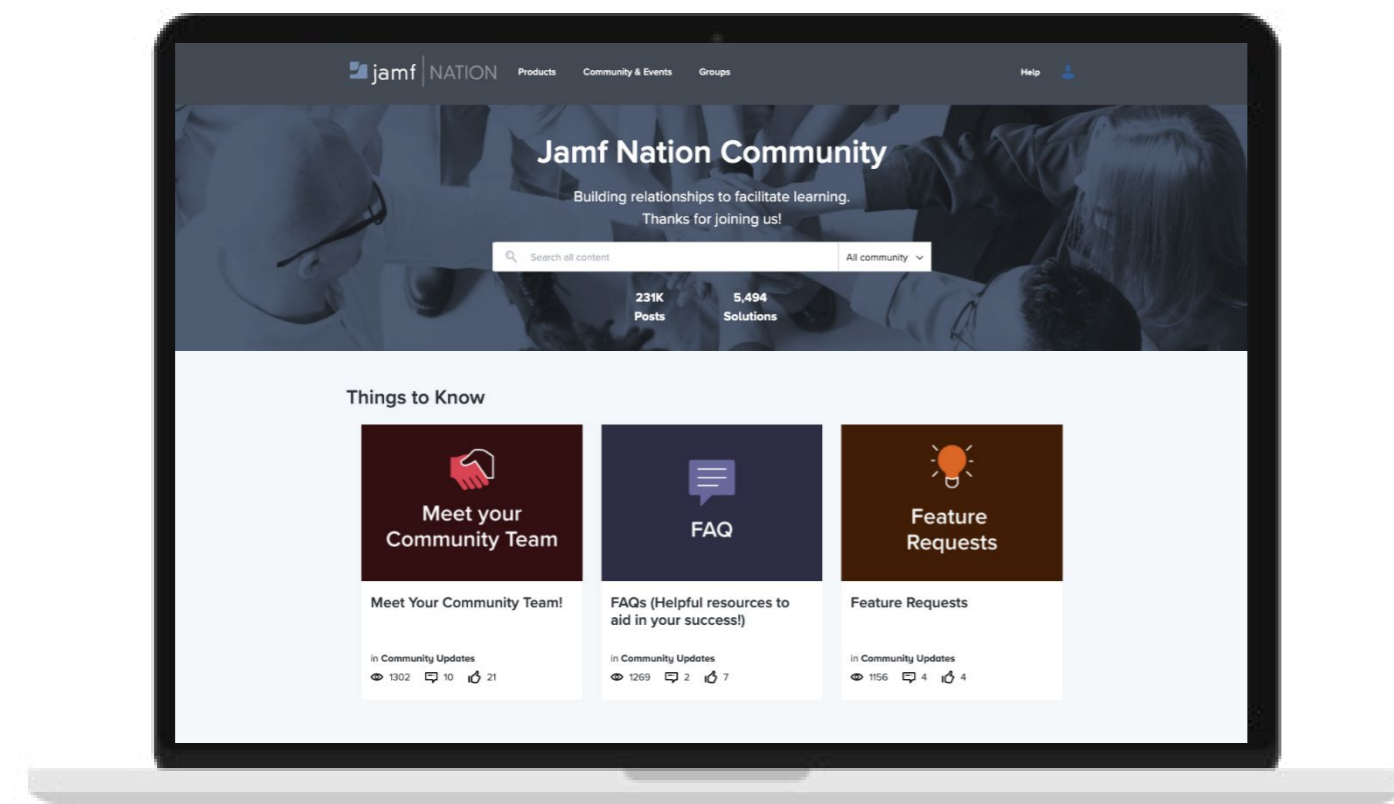 jamf NATION Products Community & Events Groups Help
Jamf Nation Community
Building relationships to facilitate learning.
Thanks for joining us!
Search all content All community
231K 5,494
Posts Solutions
Things to Know
Meet your
Community Team
FAQ
Feature
Requests
Meet Your Community Team!
in Community Updates
1302 10 21
FAQs (Helpful resources to
aid in your success!)
in Community Updates
1269 2 7
Feature Requests
in Community Updates
1156 4 4